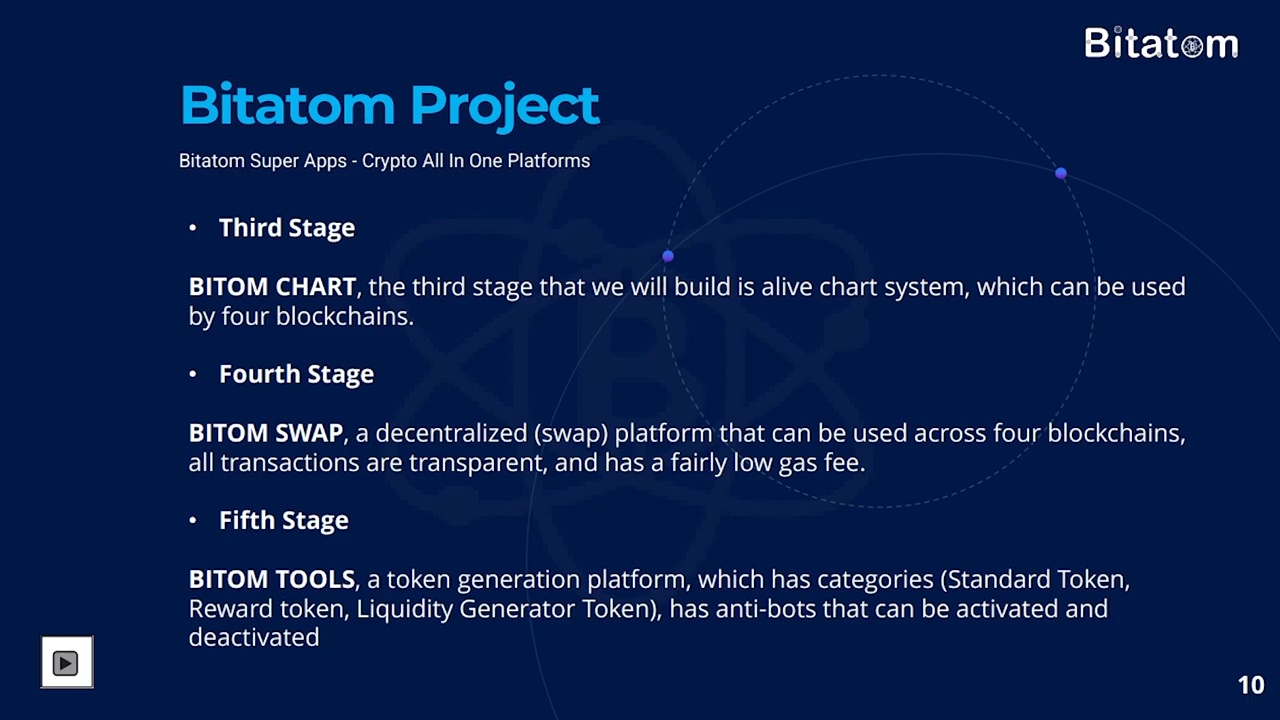 Bitatom
Bitatom Project
Bitatom Super Apps - Crypto All In One Platforms
• Third Stage
BITOM CHART, the third stage that we will build is alive chart system, which can be used
by four blockchains.
• Fourth Stage
BITOM SWAP, a decentralized (swap) platform that can be used across four blockchains,
all transactions are transparent, and has a fairly low gas fee.
• Fifth Stage
BITOM TOOLS, a token generation platform, which has categories (Standard Token,
Reward token, Liquidity Generator Token), has anti-bots that can be activated and
deactivated
10